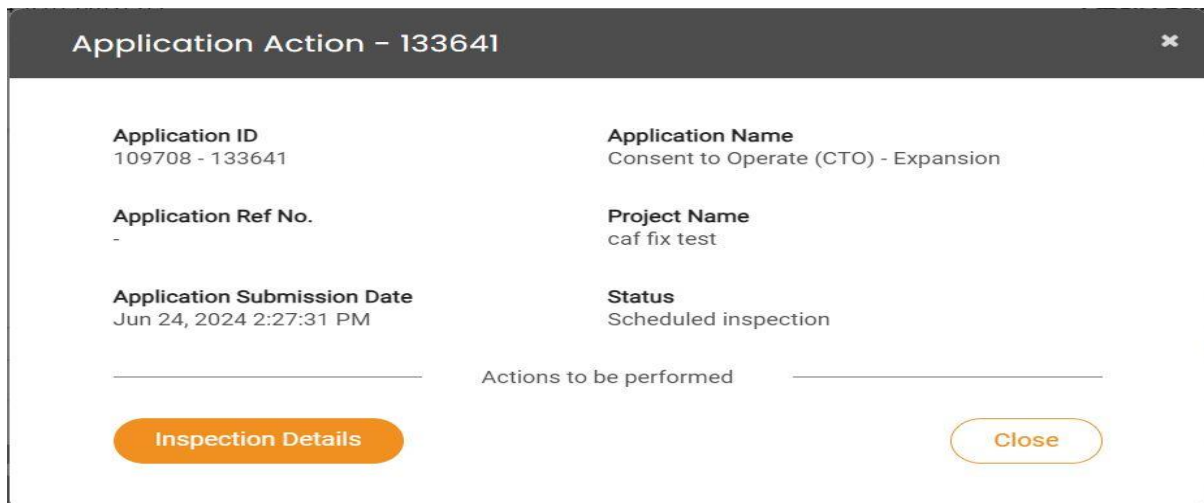 Application Action - 133641
Application ID
109708 - 133641
Application Name
Consent to Operate (CTO) - Expansion
Application Ref No.
-
Project Name
caf fix test
Application Submission Date
Jun 24, 2024 2:27:31 PM
Status
Scheduled inspection
Actions to be performed
Inspection Details
Close